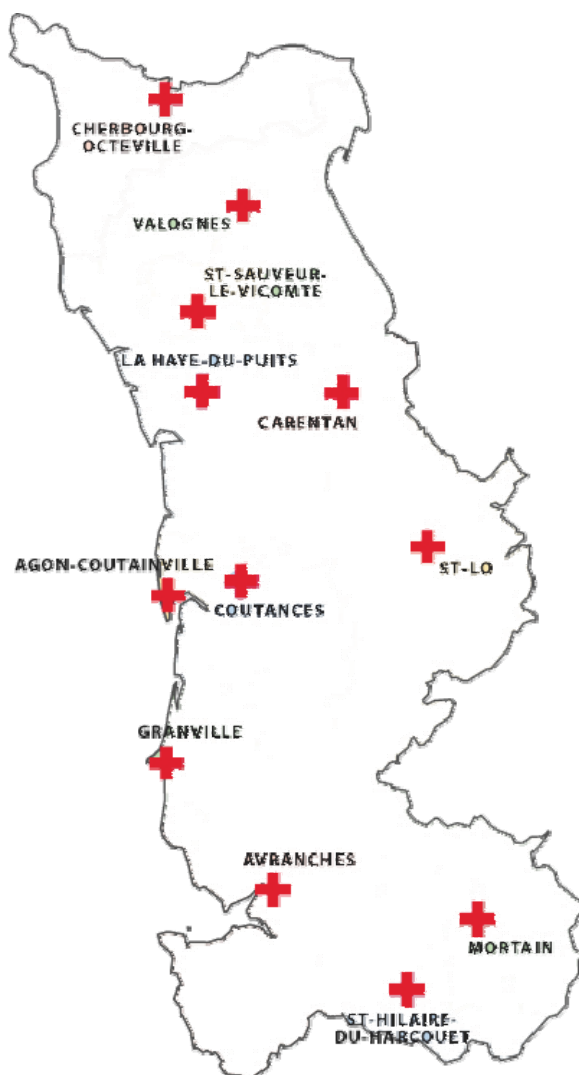 CHERBOURG-
OCTEVILLE
VALOGNES
ST-SAUVEUR-
LE-VICOMTE
LA HAYE-DU-PUITS
CARENTAN
AGON-COUTAINVILLE
COUTANCES
ST-LO
GRANVILLE
AVRANCHES
MORTAIN
ST-HILAIRE-
DU-HARCOUET